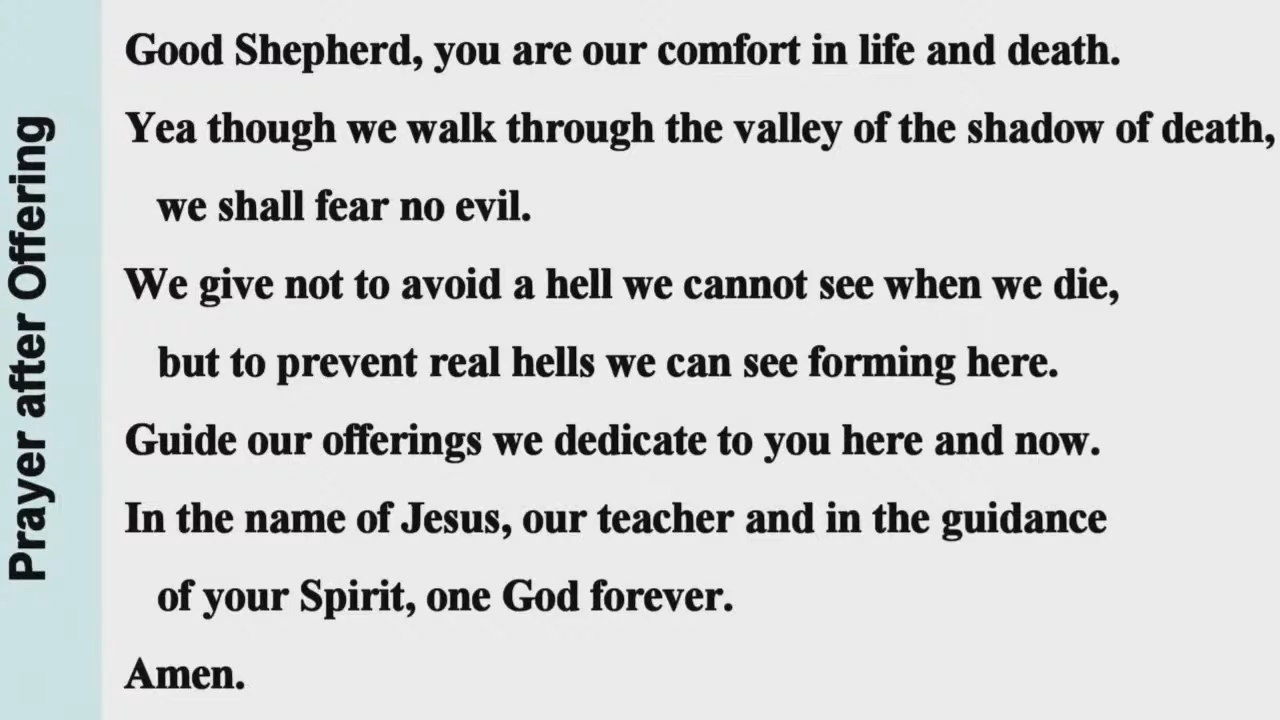 Prayer after Offering
Good Shepherd, you are our comfort in life and death.
Yea though we walk through the valley of the shadow of death,
we shall fear no evil.
We give not to avoid a hell we cannot see when we die,
but to prevent real hells we can see forming here.
Guide our offerings we dedicate to you here and now.
In the name of Jesus, our teacher and in the guidance
of your Spirit, one God forever.
Amen.